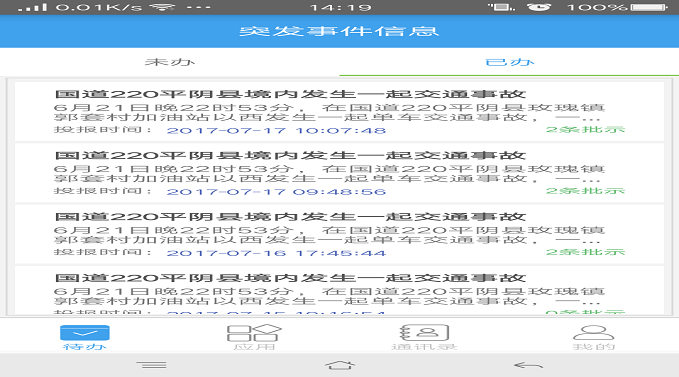 0.01K/s 14:19 100%
突发事件信息
未办 已办
国道220平阴县境内发生一起交通事故
6月21日晚22时53分，在国道220平阴县玫瑰镇
郭套村加油站以西发生一起单车交通事故，一...
投报时间： 2017-07-17 10:07:48 2条批示
国道220平阴县境内发生一起交通事故
6月21日晚22时53分，在国道220平阴县玫瑰镇
郭套村加油站以西发生一起单车交通事故，一...
投报时间： 2017-07-17 09:48:56 2条批示
国道220平阴县境内发生一起交通事故
6月21日晚22时53分，在国道220平阴县玫瑰镇
郭套村加油站以西发生一起单车交通事故，一...
投报时间： 2017-07-16 17:45:44 2条批示
国道220平阴县境内发生一起交通事故
6月21日晚22时53分，在国道220平阴县玫瑰镇
郭套村加油站以西发生一起单车交通事故，一...
投报时间：
待办 应用 通讯录 我的